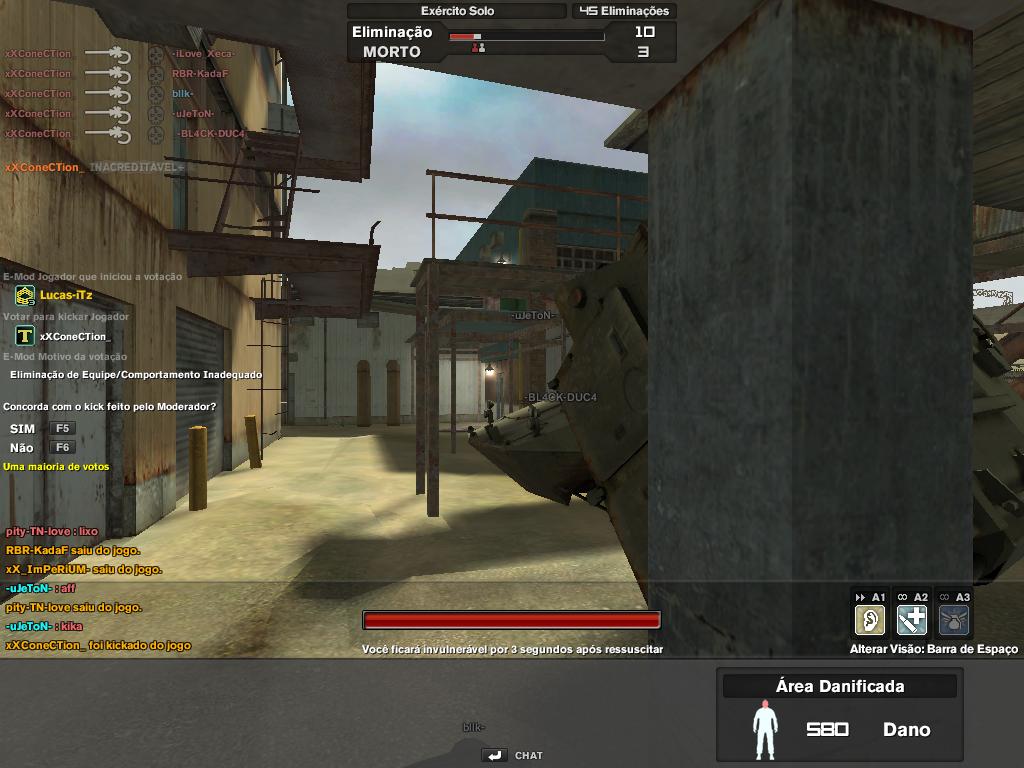 Exército Solo
45 Eliminações
Eliminação 10
MORTO 3
xXConeCTion_ -iLove_Xeca-
xXConeCTion_ RBR-KadaF
xXConeCTion_ bllk-
xXConeCTion_ -uJeToN-
xXConeCTion_ -BL4CK-DUC4
xXConeCTion_ INACREDITAVEL+
E-Mod Jogador que iniciou a votação
Lucas-iTz
Votar para kickar Jogador
T xXConeCTion_
E-Mod Motivo da votação
Eliminação de Equipe/Comportamento Inadequado
Concorda com o kick feito pelo Moderador?
SIM F5
Não F6
Uma maioria de votos
-uJeToN-
-BL4CK-DUC4
pity-TN-love : lixo
RBR-KadaF saiu do jogo.
xX_ImPeRiUM- saiu do jogo.
-uJeToN- : aff
pity-TN-love saiu do jogo.
-uJeToN- : kika
xXConeCTion_ foi kickado do jogo
Você ficará invulnerável por 3 segundos após ressuscitar
A1 A2 A3
Alterar Visão: Barra de Espaço
Área Danificada
580 Dano
bllk-
CHAT